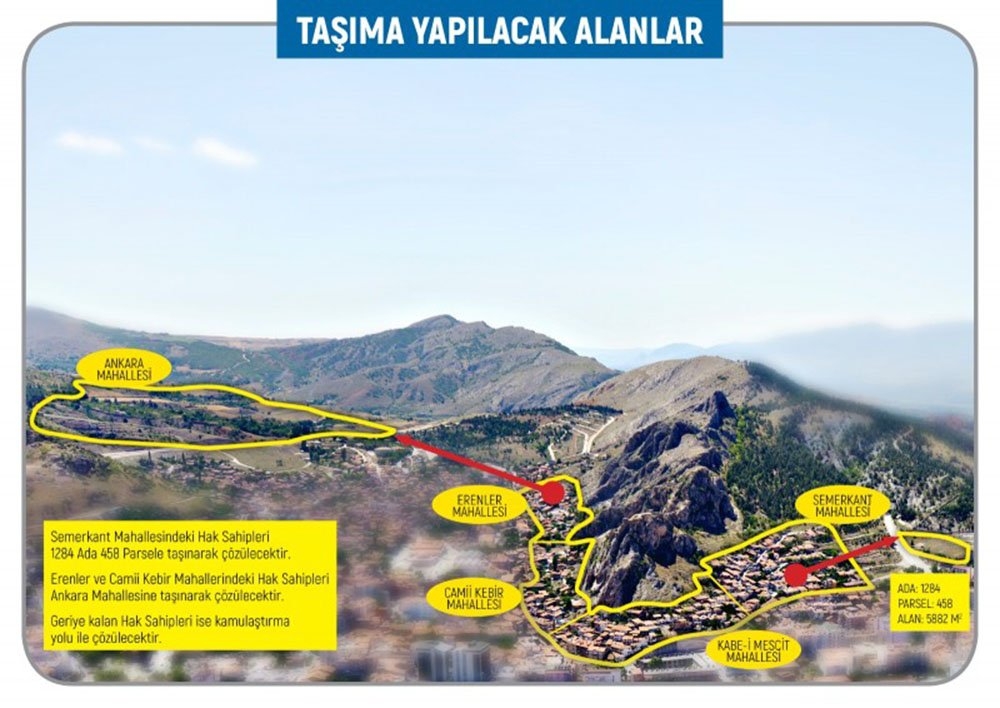 TAŞIMA YAPILACAK ALANLAR
ANKARA
MAHALLESİ
ERENLER
MAHALLESİ
SEMERKANT
MAHALLESİ
CAMİİ KEBİR
MAHALLESİ
KABE-İ MESCİT
MAHALLESİ
ADA: 1284
PARSEL: 458
ALAN: 5882 M²
Semerkant Mahallesindeki Hak Sahipleri
1284 Ada 458 Parsele taşınarak çözülecektir.
Erenler ve Camii Kebir Mahallerindeki Hak Sahipleri
Ankara Mahallesine taşınarak çözülecektir.
Geriye kalan Hak Sahipleri ise kamulaştırma
yolu ile çözülecektir.